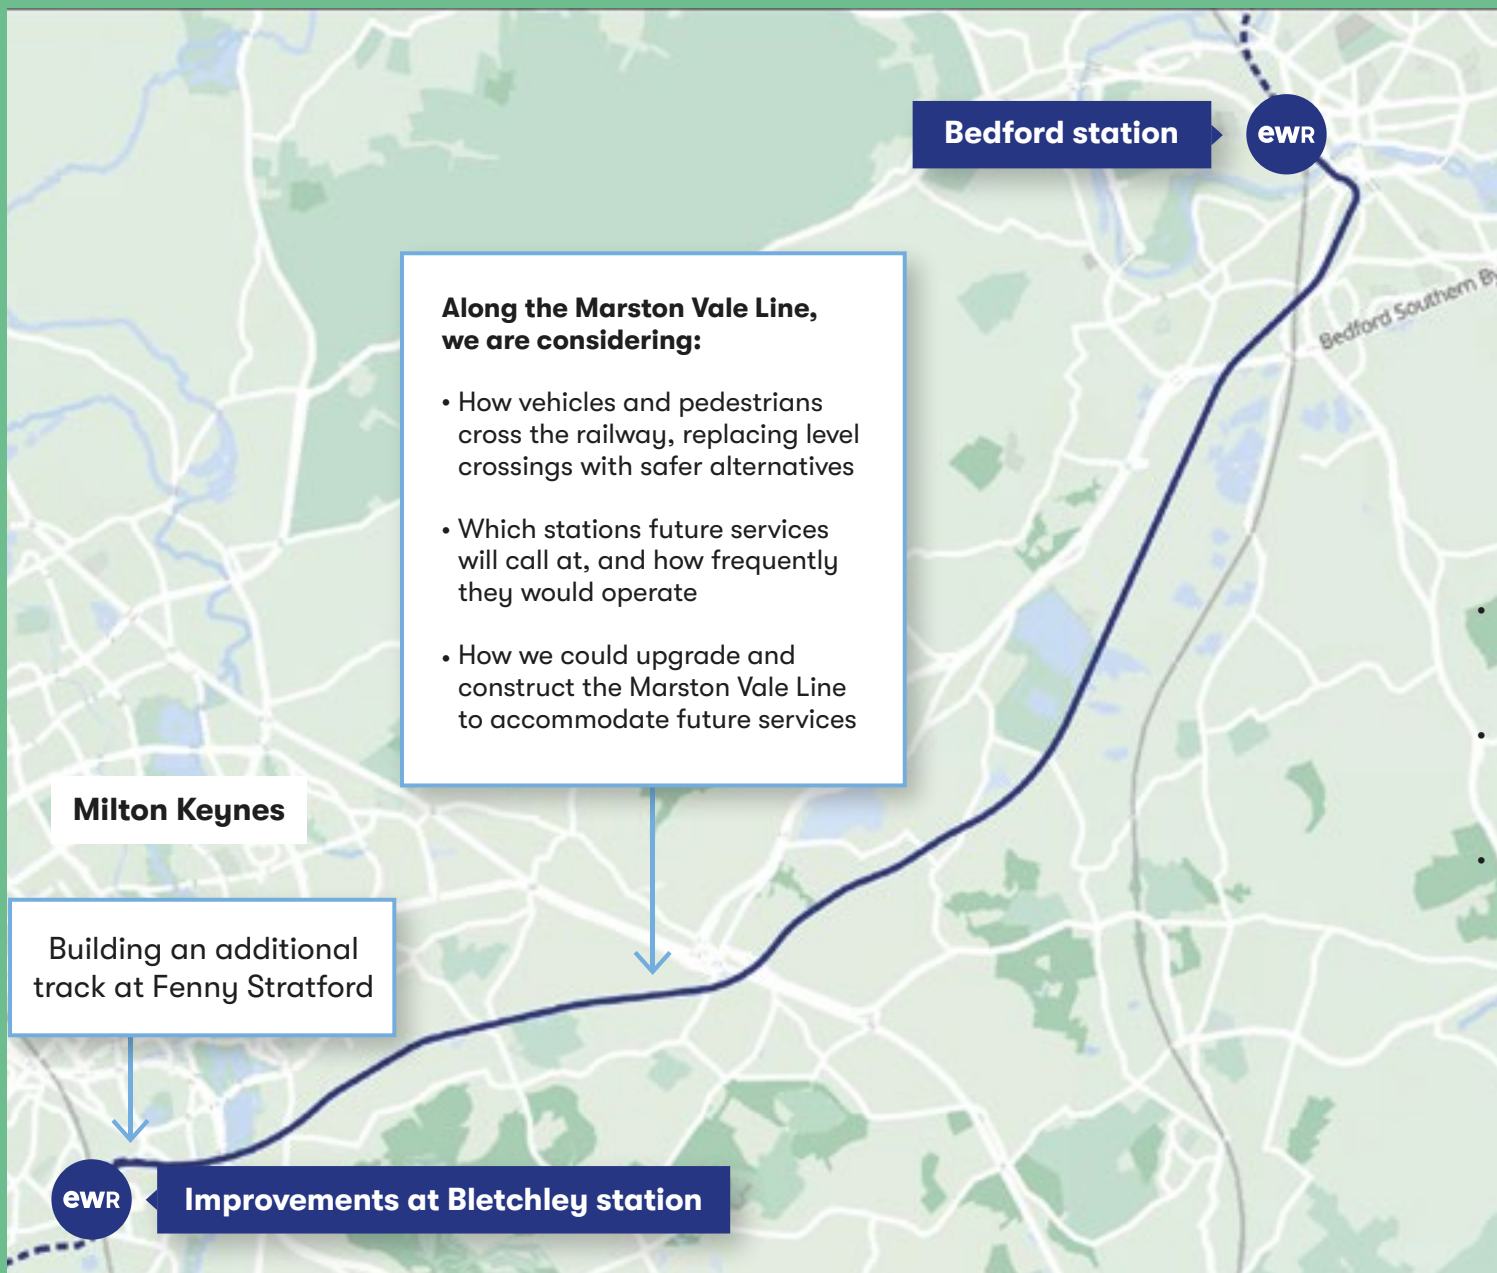 Bedford station
ewR
Bedford Southern By
Along the Marston Vale Line,
we are considering:
• How vehicles and pedestrians
cross the railway, replacing level
crossings with safer alternatives
• Which stations future services
will call at, and how frequently
they would operate
• How we could upgrade and
construct the Marston Vale Line
to accommodate future services
Milton Keynes
Building an additional
track at Fenny Stratford
ewR
Improvements at Bletchley station